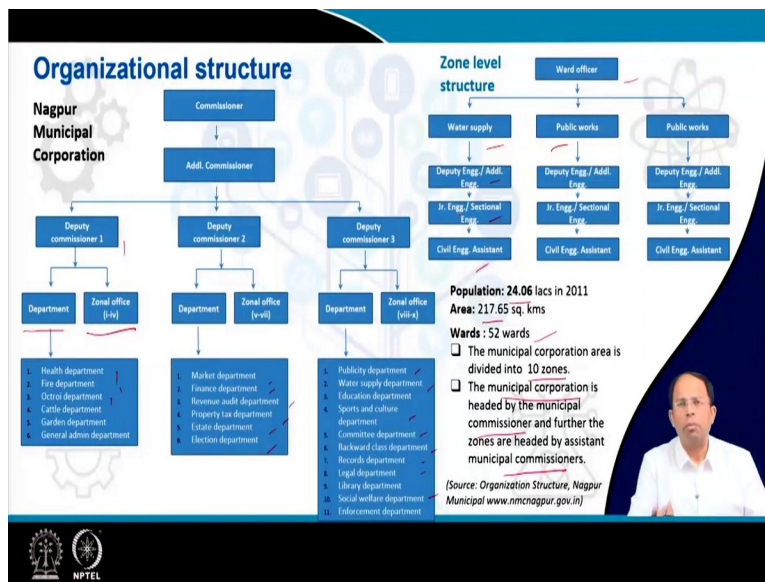 Organizational structure
Nagpur
Municipal
Corporation
Commissioner
Addl. Commissioner
Deputy
commissioner 1
Deputy
commissioner 2
Deputy
commissioner 3
Department
Zonal office
(i-iv)
Department
Zonal office
(v-vii)
Department
Zonal office
(viii-x)
1. Health department
2. Fire department
3. Octroi department
4. Cattle department
5. Garden department
6. General admin department
1. Market department
2. Finance department
3. Revenue audit department
4. Property tax department
5. Estate department
6. Election department
1. Publicity department
2. Water supply department
3. Education department
4. Sports and culture
department
5. Committee department
6. Backward class department
7. Records department
8. Legal department
9. Library department
10. Social welfare department
11. Enforcement department
Zone level
structure
Ward officer
Water supply
Public works
Public works
Deputy Engg./ Addl.
Engg.
Deputy Engg./ Addl.
Engg.
Deputy Engg./ Addl.
Engg.
Jr. Engg./ Sectional
Engg.
Jr. Engg./ Sectional
Engg.
Jr. Engg./ Sectional
Engg.
Civil Engg. Assistant
Civil Engg. Assistant
Civil Engg. Assistant
Population: 24.06 lacs in 2011
Area: 217.65 sq. kms
Wards : 52 wards
The municipal corporation area is
divided into 10 zones.
The municipal corporation is
headed by the municipal
commissioner and further the
zones are headed by assistant
municipal commissioners.
(Source: Organization Structure, Nagpur
Municipal www.nmcnagpur.gov.in)
NPTEL